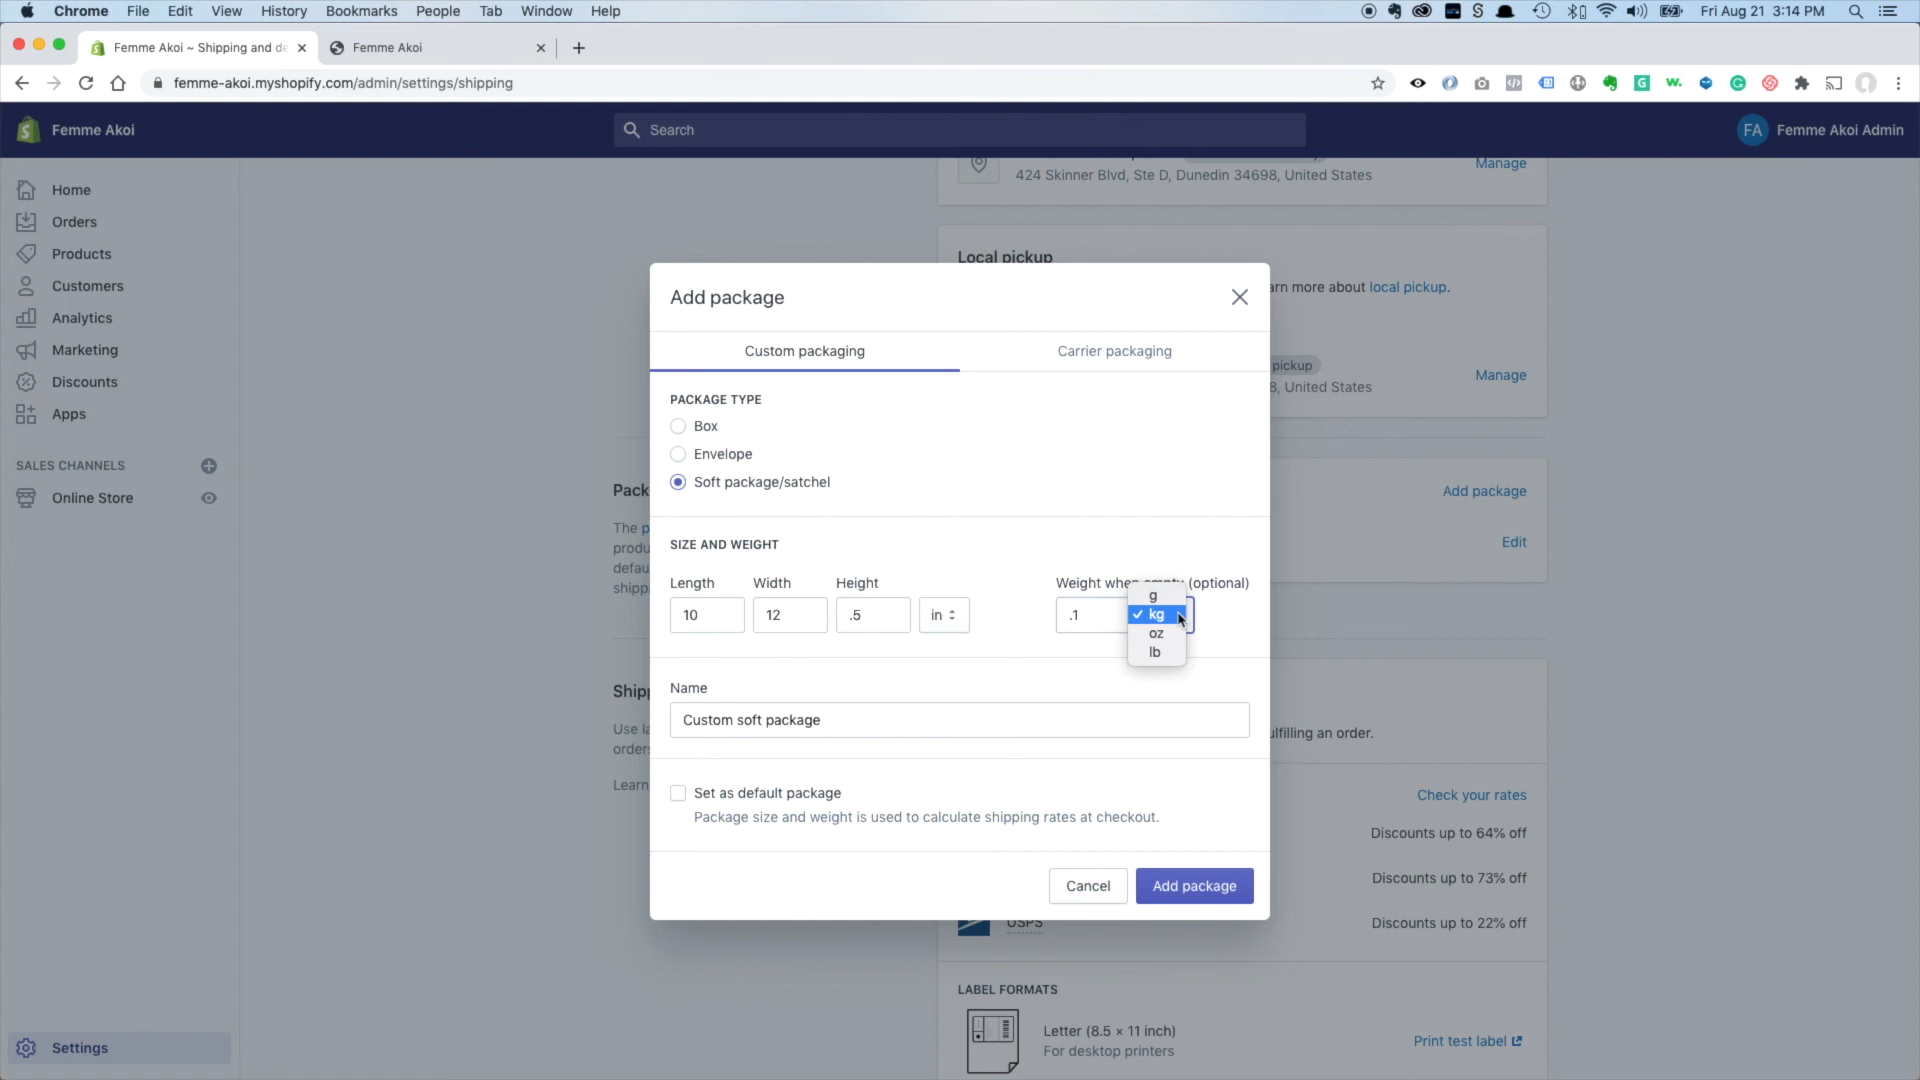 Chrome File Edit View History Bookmarks People Tab Window Help
Fri Aug 21 3:14 PM
Femme Akoi ~ Shipping and de
Femme Akoi
femme-akoi.myshopify.com/admin/settings/shipping
Femme Akoi
Search
FA
Femme Akoi Admin
Home
Orders
Products
Customers
Analytics
Marketing
Discounts
Apps
SALES CHANNELS
Online Store
Settings
424 Skinner Blvd, Ste D, Dunedin 34698, United States
Manage
Local pickup
arn more about local pickup.
pickup
8, United States
Manage
Pack
The p
produ
defau
shipp
Add package
Edit
Shipp
Use la
orders
Learn
ulfilling an order.
Check your rates
Discounts up to 64% off
Discounts up to 73% off
USPS
Discounts up to 22% off
LABEL FORMATS
Letter (8.5 × 11 inch)
For desktop printers
Print test label
Add package
Custom packaging
Carrier packaging
PACKAGE TYPE
Box
Envelope
Soft package/satchel
SIZE AND WEIGHT
Length Width Height Weight when empty (optional)
10 12 .5 in .1
g
kg
oz
lb
Name
Custom soft package
Set as default package
Package size and weight is used to calculate shipping rates at checkout.
Cancel
Add package